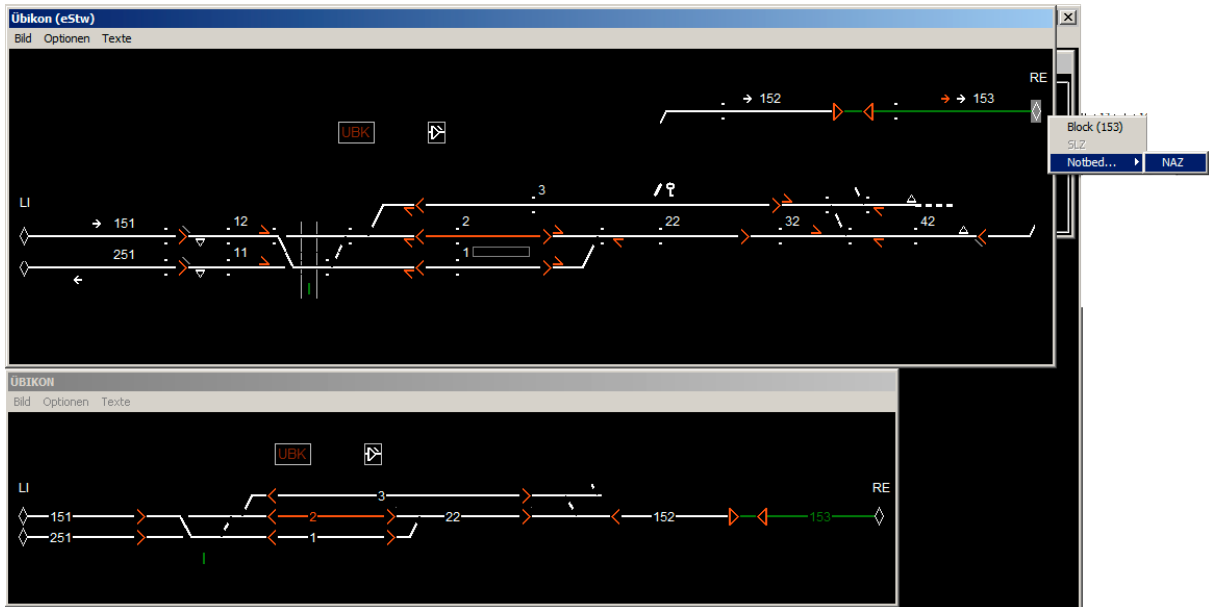 Übikon (eStw)
Bild Optionen Texte
RE
152 153
UBK
Block (153)
SLZ
Notbed... NAZ
3
LI
151 12 2 22 32 42
251 11 1
ÜBIKON
Bild Optionen Texte
UBK
LI RE
3
151 2 22 152 153
251 1